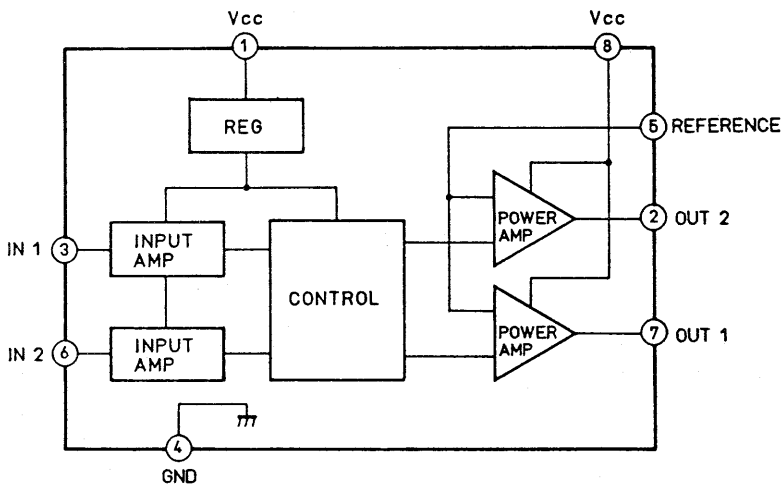 Vcc
Vcc
1
8
REG
5 REFERENCE
POWER
AMP
2 OUT 2
IN 1 3
INPUT
AMP
CONTROL
POWER
AMP
7 OUT 1
IN 2 6
INPUT
AMP
4
GND